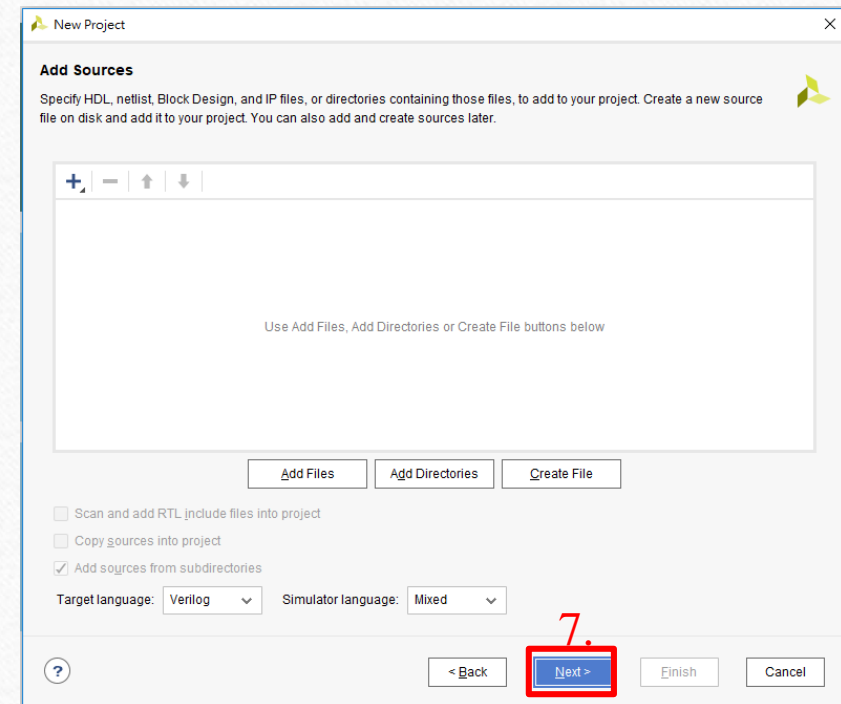 New Project
Add Sources
Specify HDL, netlist, Block Design, and IP files, or directories containing those files, to add to your project. Create a new source
file on disk and add it to your project. You can also add and create sources later.
Use Add Files, Add Directories or Create File buttons below
Add Files Add Directories Create File
Scan and add RTL include files into project
Copy sources into project
Add sources from subdirectories
Target language: Verilog Simulator language: Mixed
7.
? < Back Next > Finish Cancel